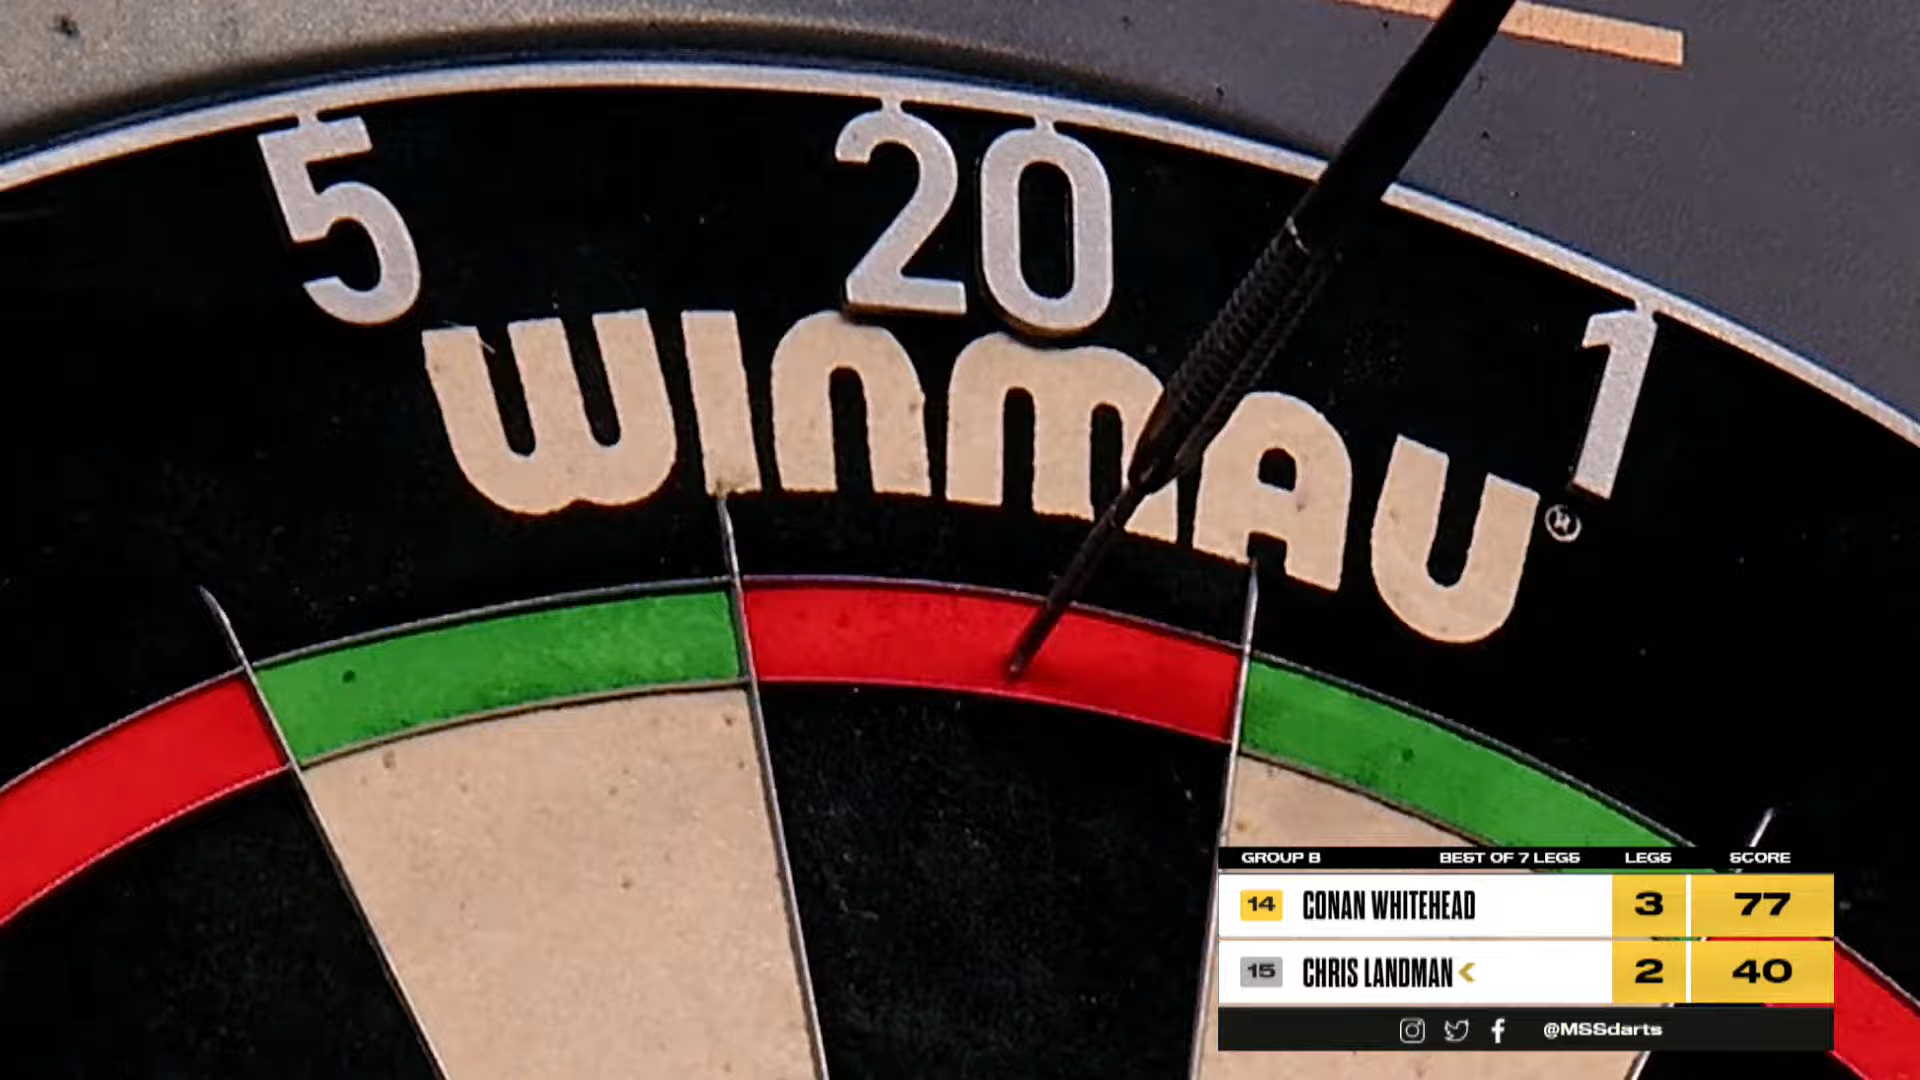 5 20 1
WINMAU®
GROUP B BEST OF 7 LEGS LEGS SCORE
14 CONAN WHITEHEAD 3 77
15 CHRIS LANDMAN 2 40
@MSSdarts